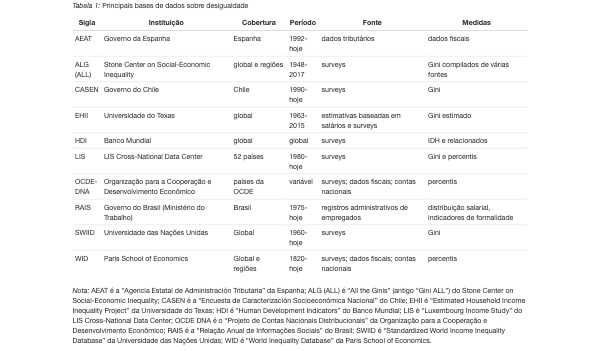 Tabela 1: Principais bases de dados sobre desigualdade
Sigla Instituição Cobertura Período Fonte Medidas
AEAT Governo da Espanha Espanha 1992- dados tributários dados fiscais
hoje
ALG Stone Center on Social-Economic global e regiões 1948- surveys Gini compilados de várias
(ALL) Inequality 2017 fontes
CASEN Governo do Chile Chile 1990- surveys Gini
hoje
EHII Universidade do Texas global 1963- estimativas baseadas em Gini estimado
2015 salários e surveys
HDI Banco Mundial global global surveys IDH e relacionados
LIS LIS Cross-National Data Center 52 países 1980- surveys Gini e percentis
hoje
OCDE- Organização para a Cooperação e países da variável surveys; dados fiscais; contas percentis
DNA Desenvolvimento Econômico OCDE nacionais
RAIS Governo do Brasil (Ministério do Brasil 1975- registros administrativos de distribuição salarial,
Trabalho) hoje empregados indicadores de formalidade
SWIID Universidade das Nações Unidas Global 1960- surveys Gini
hoje
WID Paris School of Economics Global e 1820- surveys; dados fiscais; contas percentis
regiões hoje nacionais
Nota: AEAT é a "Agencia Estatal de Administración Tributaria" da Espanha; ALG (ALL) é "All the Ginis" (antigo "Gini ALL") do Stone Center on
Social-Economic Inequality; CASEN é a "Encuesta de Caracterización Socioeconómica Nacional" do Chile; EHII é "Estimated Household Income
Inequality Project" da Universidade do Texas; HDI é "Human Development Indicators" do Banco Mundial; LIS é "Luxembourg Income Study" do
LIS Cross-National Data Center; OCDE DNA é o "Projeto de Contas Nacionais Distribucionais" da Organização para a Cooperação e
Desenvolvimento Econômico; RAIS é a "Relação Anual de Informações Sociais" do Brasil; SWIID é "Standardized World Income Inequality
Database" da Universidade das Nações Unidas; WID é "World Inequality Database" da Paris School of Economics.